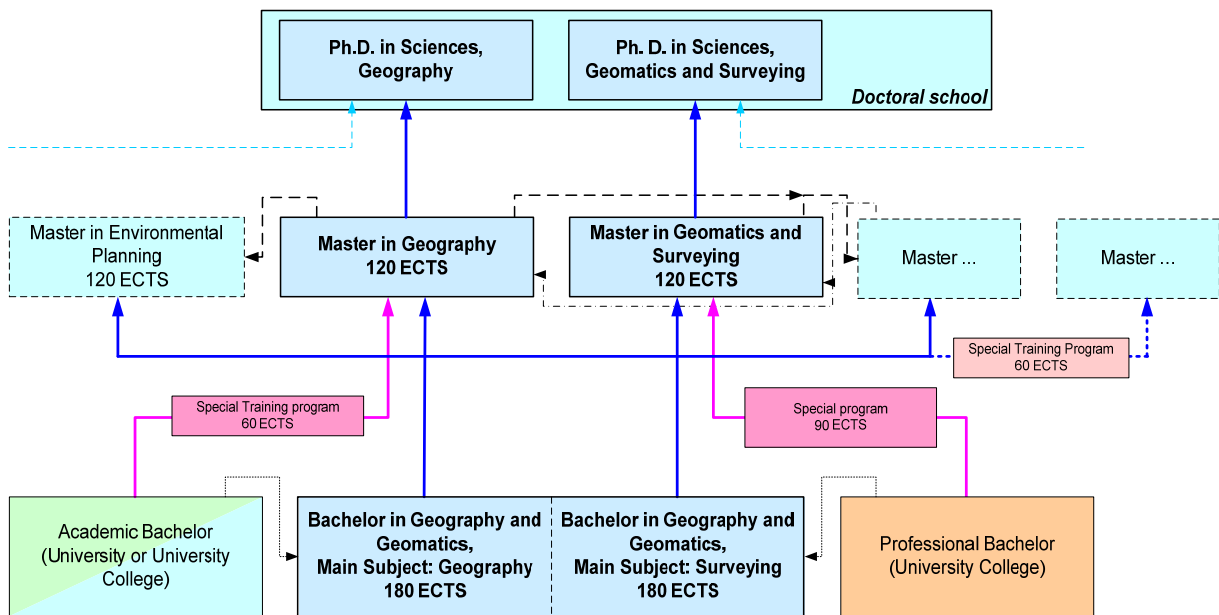 Ph.D. in Sciences,
Geography
Ph. D. in Sciences,
Geomatics and Surveying
Doctoral school
Master in Environmental
Planning
120 ECTS
Master in Geography
120 ECTS
Master in Geomatics and
Surveying
120 ECTS
Master ...
Master ...
Special Training Program
60 ECTS
Special Training program
60 ECTS
Special program
90 ECTS
Academic Bachelor
(University or University
College)
Bachelor in Geography and
Geomatics,
Main Subject: Geography
180 ECTS
Bachelor in Geography and
Geomatics,
Main Subject: Surveying
180 ECTS
Professional Bachelor
(University College)